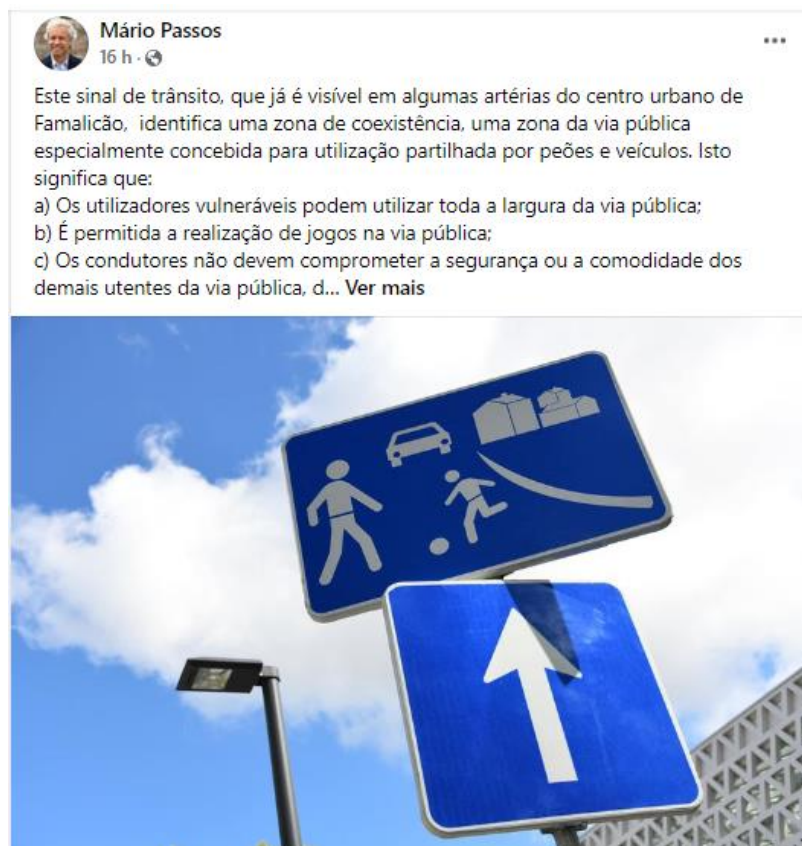 Mário Passos
16 h ·
Este sinal de trânsito, que já é visível em algumas artérias do centro urbano de
Famalicão, identifica uma zona de coexistência, uma zona da via pública
especialmente concebida para utilização partilhada por peões e veículos. Isto
significa que:
a) Os utilizadores vulneráveis podem utilizar toda a largura da via pública;
b) É permitida a realização de jogos na via pública;
c) Os condutores não devem comprometer a segurança ou a comodidade dos
demais utentes da via pública, d... Ver mais